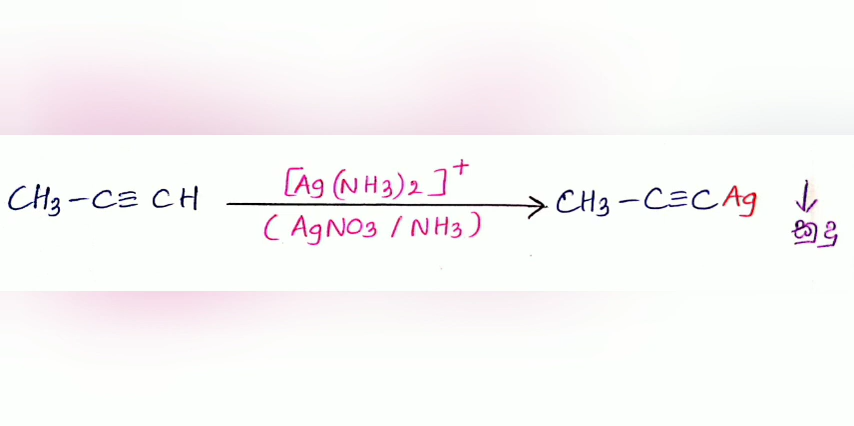 [Ag(NH3)2]⁺
CH₃-C≡CH ⟶ CH₃-C≡CAg ↓
(AgNO₃/NH₃)
සුදු